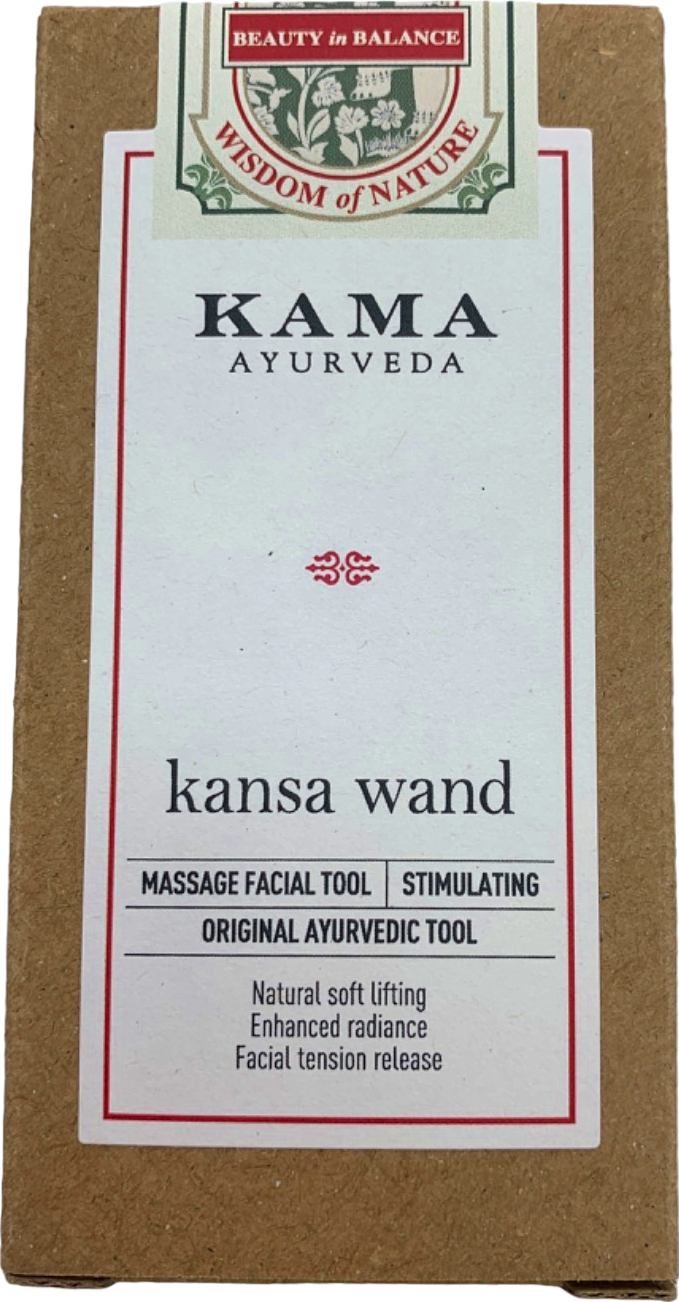 BEAUTY in BALANCE
WISDOM of NATURE
KAMA
AYURVEDA
kansa wand
MASSAGE FACIAL TOOL STIMULATING
ORIGINAL AYURVEDIC TOOL
Natural soft lifting
Enhanced radiance
Facial tension release